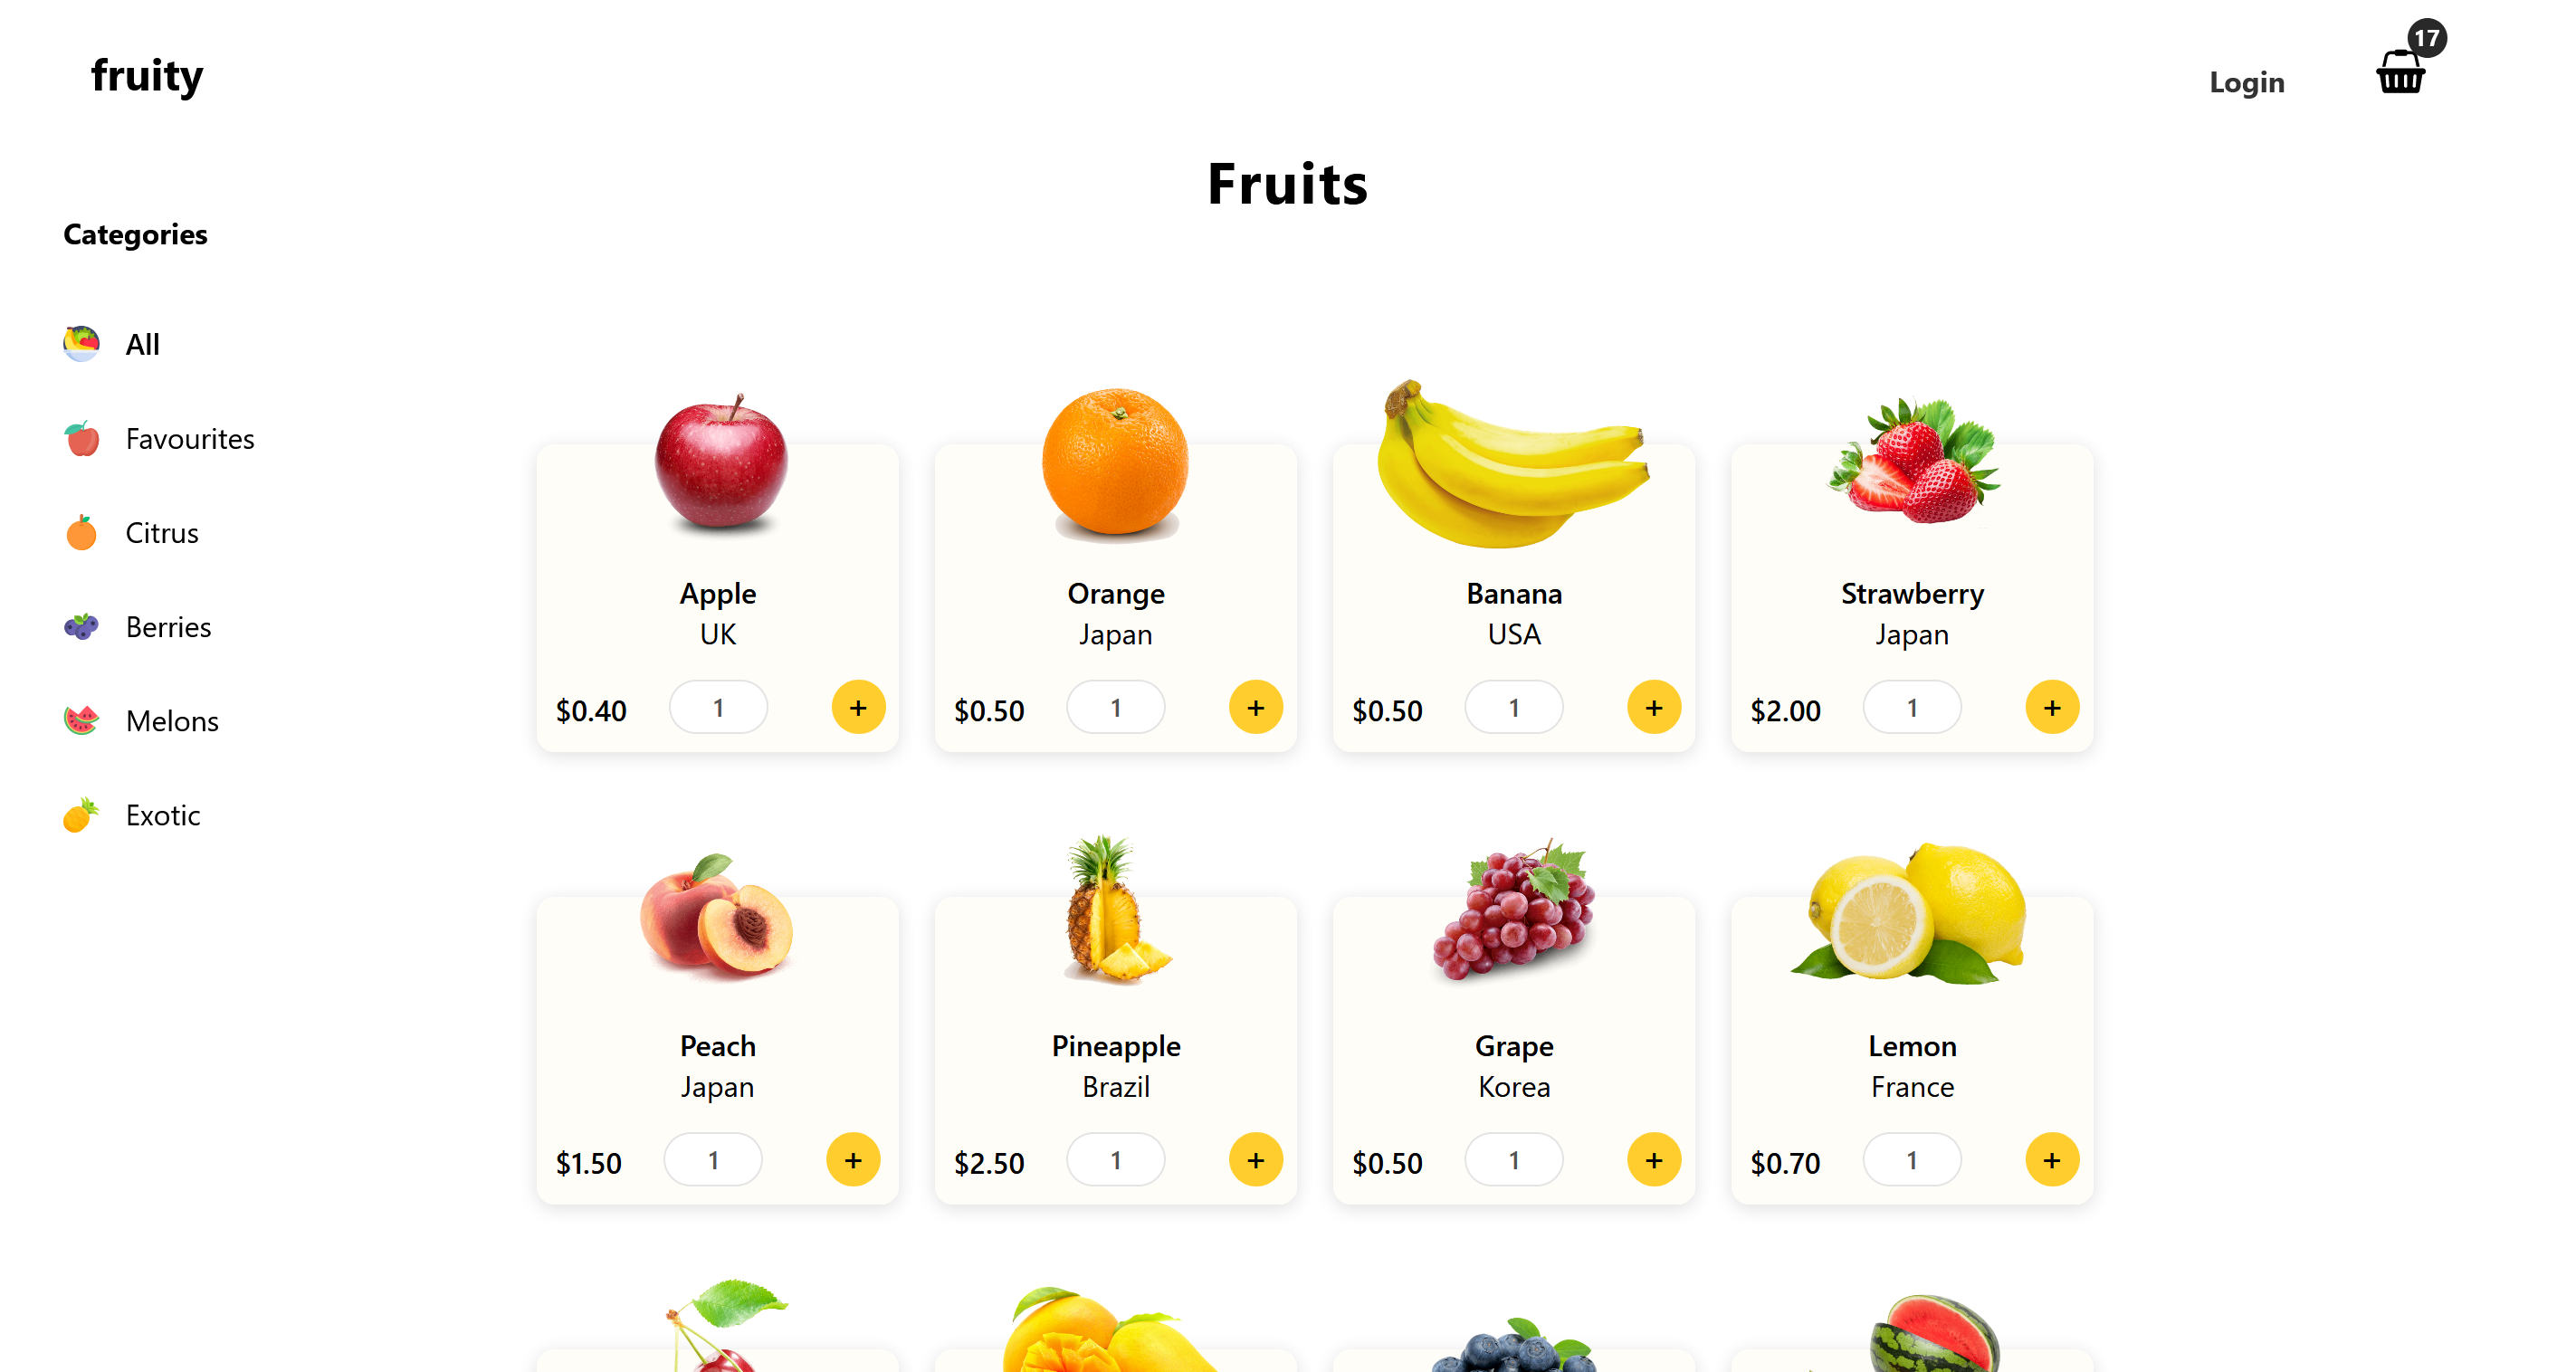 fruity
Login
17
Fruits
Categories
All
Favourites
Citrus
Berries
Melons
Exotic
Apple
UK
$0.40 1 +
Orange
Japan
$0.50 1 +
Banana
USA
$0.50 1 +
Strawberry
Japan
$2.00 1 +
Peach
Japan
$1.50 1 +
Pineapple
Brazil
$2.50 1 +
Grape
Korea
$0.50 1 +
Lemon
France
$0.70 1 +